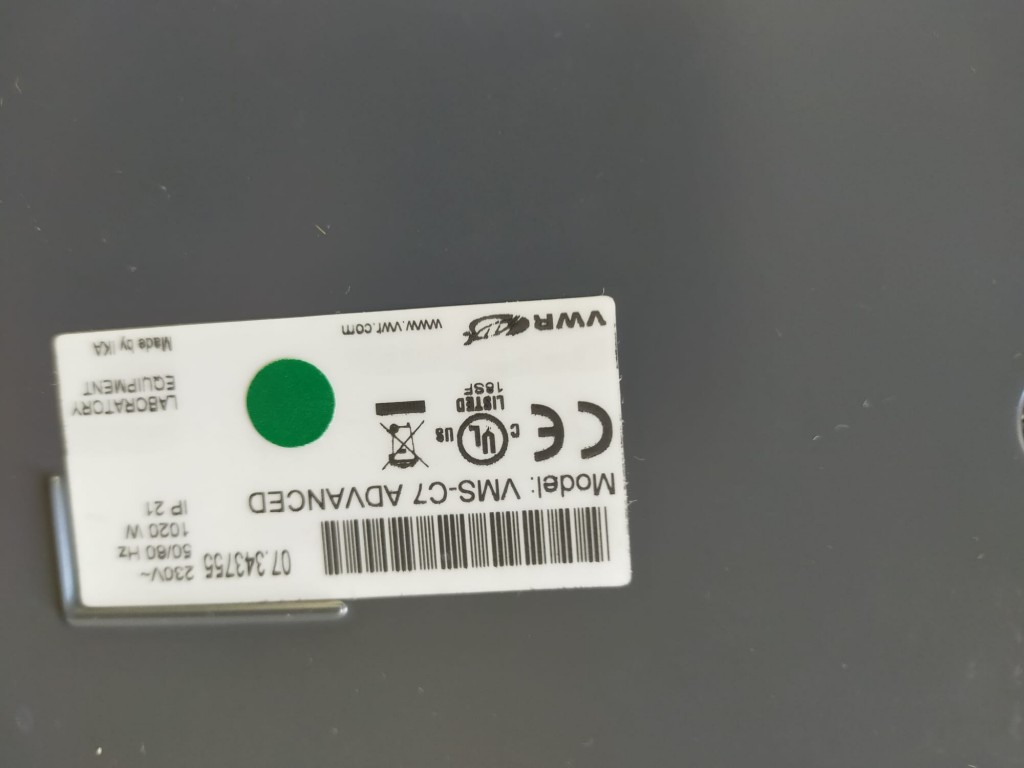 07.343755
230V~
50/60 Hz
1020 W
IP 21
Model: VMS-C7 ADVANCED
CE
C UL US
LISTED
16SF
LABORATORY
EQUIPMENT
VWR
www.vwr.com
Made by IKA